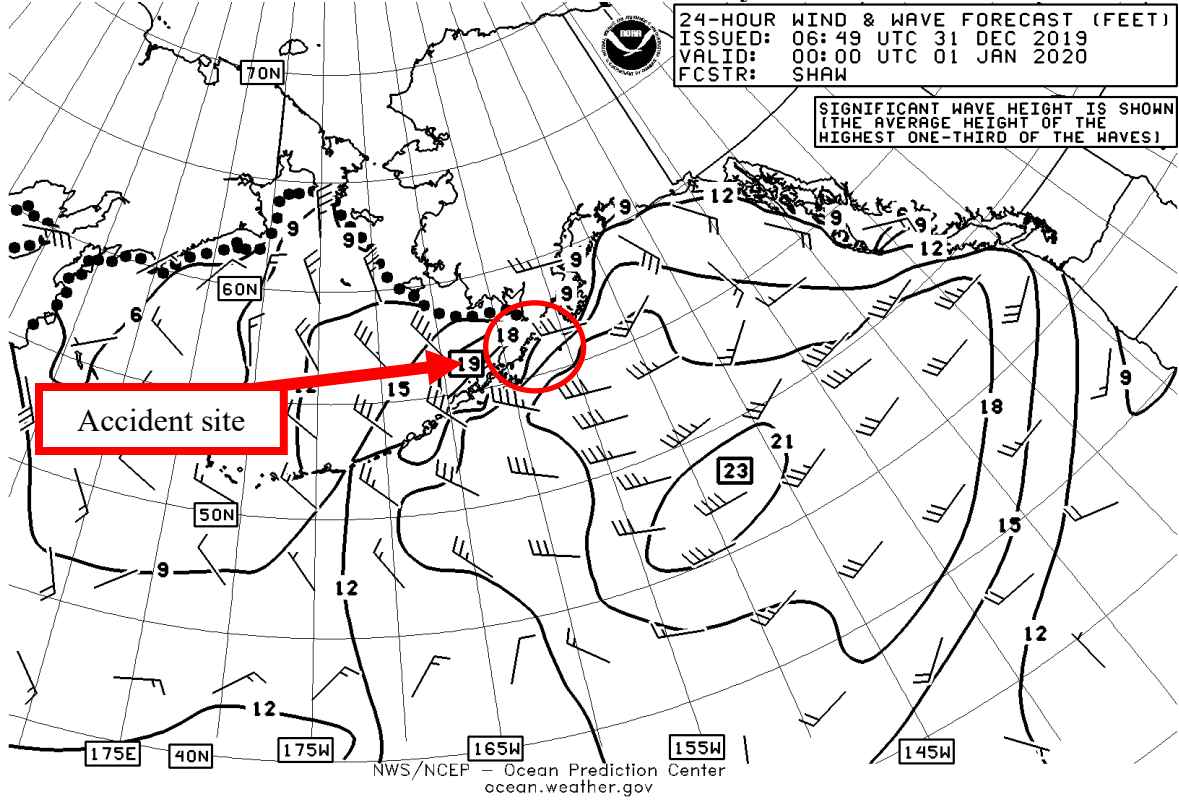 24-HOUR WIND & WAVE FORECAST (FEET)
ISSUED: 06:49 UTC 31 DEC 2019
VALID: 00:00 UTC 01 JAN 2020
FCSTR: SHAW
NOAA
SIGNIFICANT WAVE HEIGHT IS SHOWN
(THE AVERAGE HEIGHT OF THE
HIGHEST ONE-THIRD OF THE WAVES)
70N
12
9
9
9
9
9
12
9
9
60N
9
6
18
19
15
9
Accident site
18
21
23
50N
15
9
12
12
12
175E
40N
175W
165W
155W
145W
NWS/NCEP – Ocean Prediction Center
ocean.weather.gov